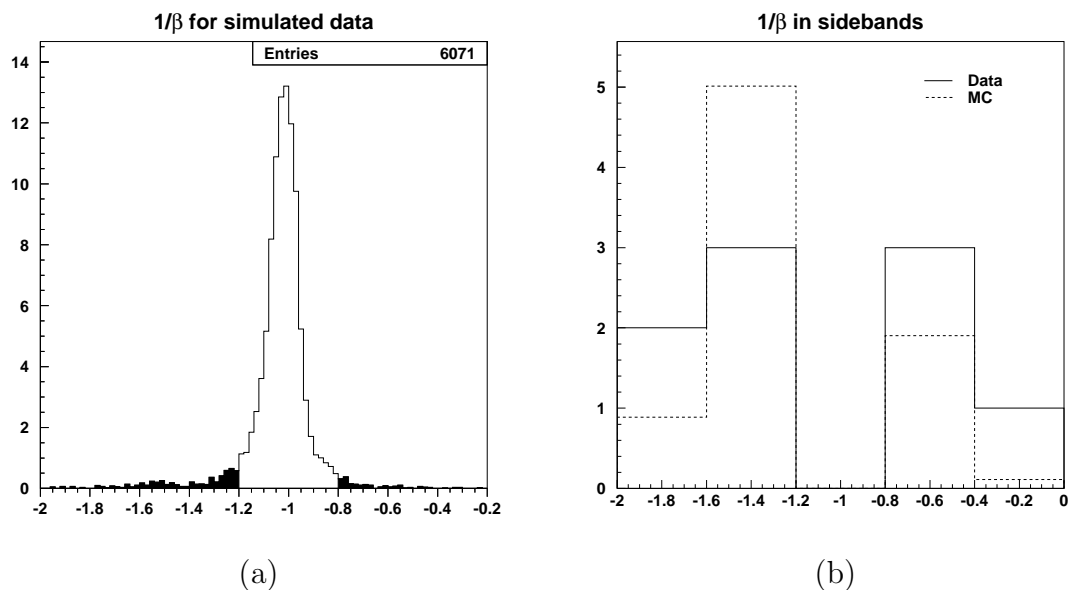 1/β for simulated data
Entries 6071
14
12
10
8
6
4
2
0
-2 -1.8 -1.6 -1.4 -1.2 -1 -0.8 -0.6 -0.4 -0.2
(a)
1/β in sidebands
Data
MC
5
4
3
2
1
0
-2 -1.8 -1.6 -1.4 -1.2 -1 -0.8 -0.6 -0.4 -0.2 0
(b)